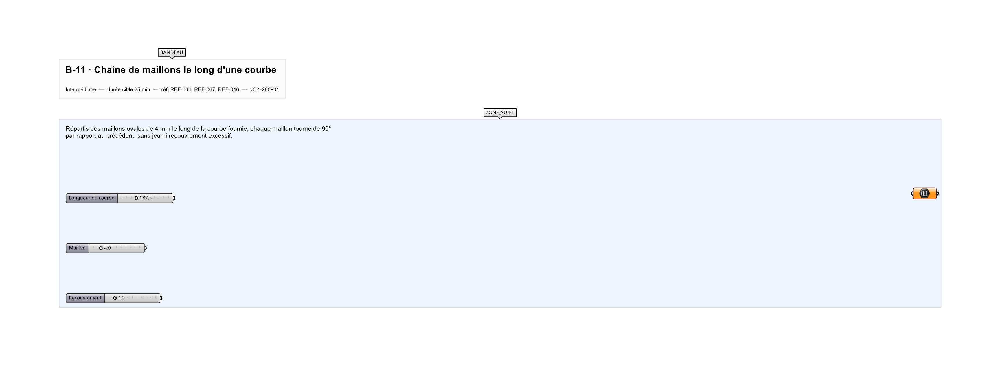 BANDEAU
B-11 · Chaîne de maillons le long d'une courbe
Intermédiaire — durée cible 25 min — réf. REF-064, REF-067, REF-046 — v0.4-260901
ZONE_SUJET
Répartis des maillons ovales de 4 mm le long de la courbe fournie, chaque maillon tourné de 90°
par rapport au précédent, sans jeu ni recouvrement excessif.
Longueur de courbe 187.5
0.1
Maillon 4.0
Recouvrement 1.2